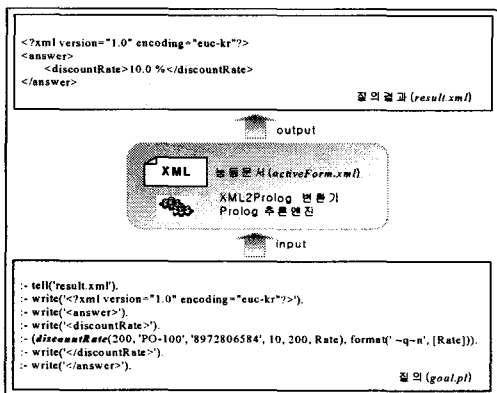 <?xml version="1.0" encoding="euc-kr"?>
<answer>
<discountRate>10.0 %</discountRate>
</answer>
질의결과 (result.xml)
output
XML
능동문서(activeForm.xml)
XML2Prolog 변환기
Prolog 추론엔진
input
:- tell('result.xml').
:- write('<?xml version="1.0" encoding="euc-kr"?>').
:- write('<answer>').
:- write('<discountRate>').
:- (discountRate(200, 'PO-100', '8972806584', 10, 200, Rate), format(' ~q~n', [Rate])).
:- write('</discountRate>').
:- write('</answer>').
질의 (goal.pl)